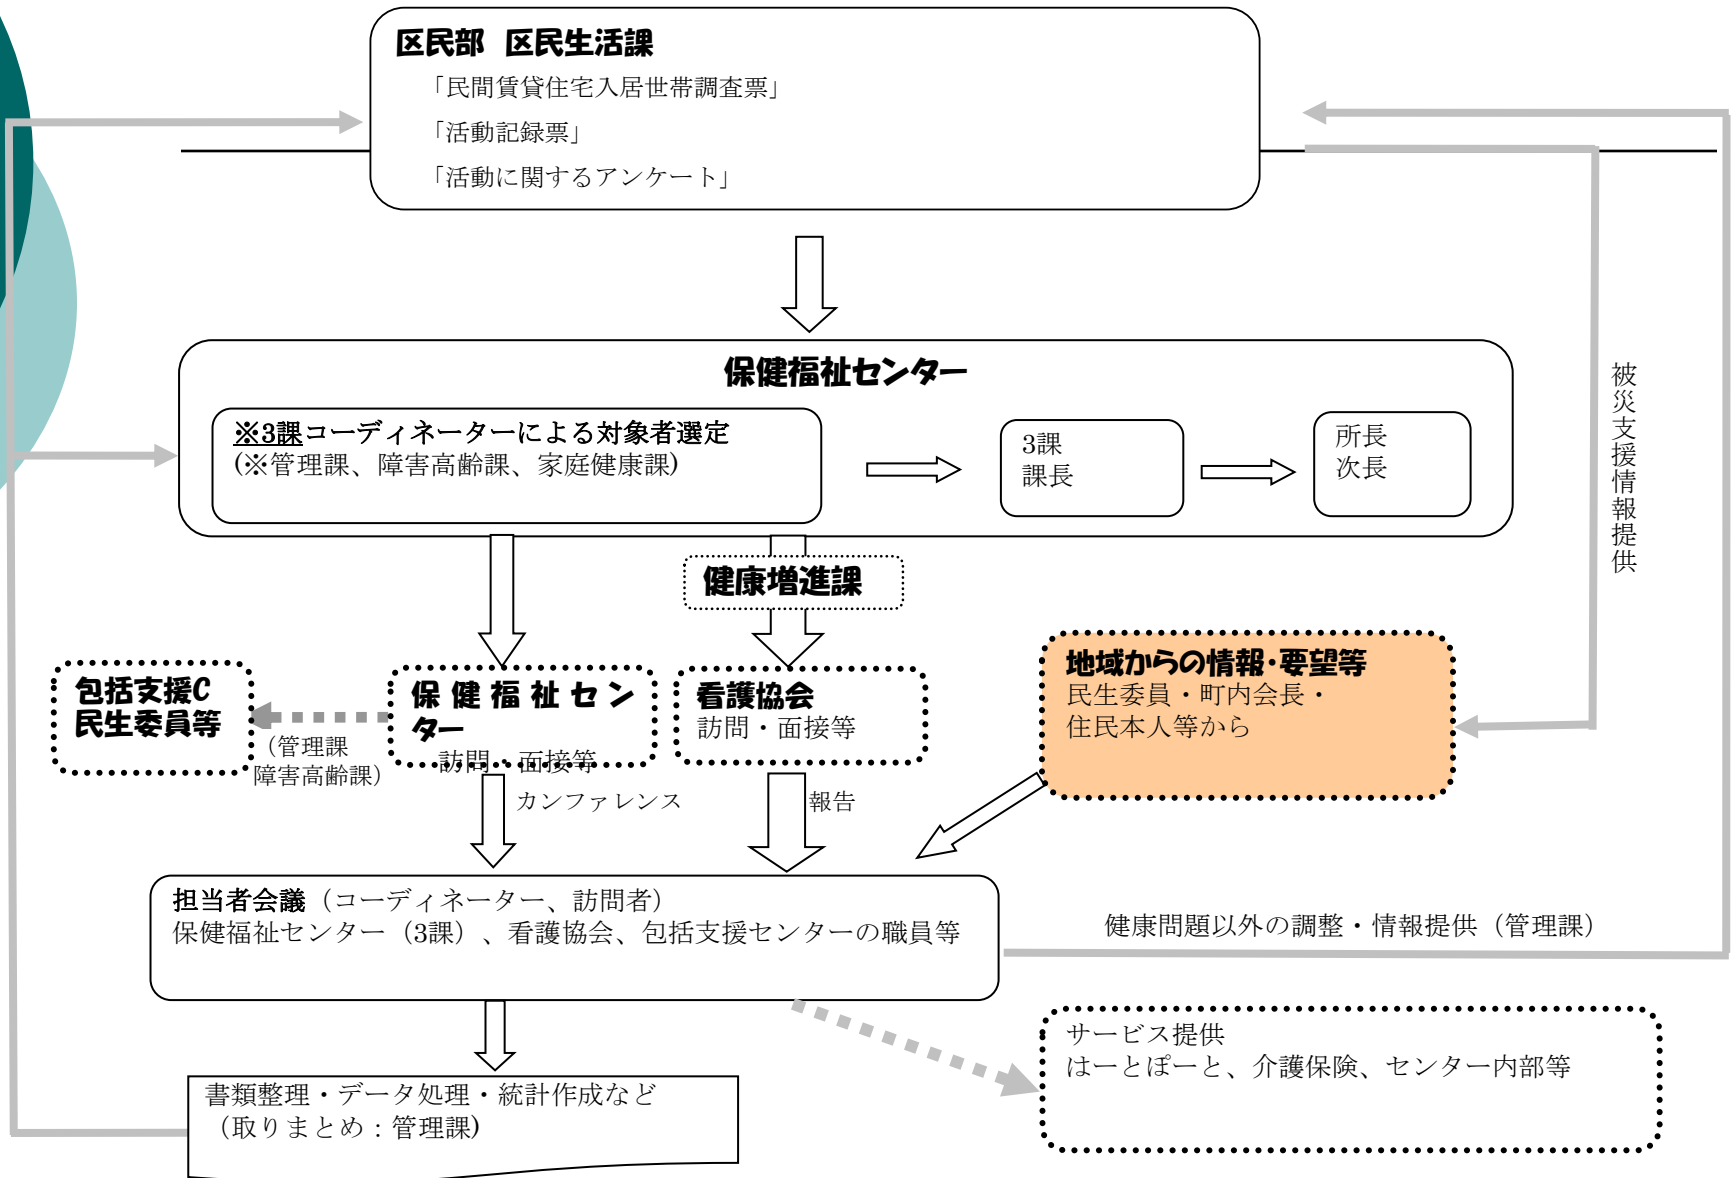 区民部 区民生活課
「民間賃貸住宅入居世帯調査票」
「活動記録票」
「活動に関するアンケート」
保健福祉センター
※3課コーディネーターによる対象者選定
(※管理課、障害高齢課、家庭健康課)
3課
課長
所長
次長
被災支援情報提供
健康増進課
包括支援C
民生委員等
（管理課
障害高齢課）
保健福祉セン
ター
訪問・面接等
看護協会
訪問・面接等
地域からの情報・要望等
民生委員・町内会長・
住民本人等から
カンファレンス
報告
担当者会議（コーディネーター、訪問者）
保健福祉センター（3課）、看護協会、包括支援センターの職員等
健康問題以外の調整・情報提供（管理課）
サービス提供
はーとぽーと、介護保険、センター内部等
書類整理・データ処理・統計作成など
（取りまとめ：管理課)